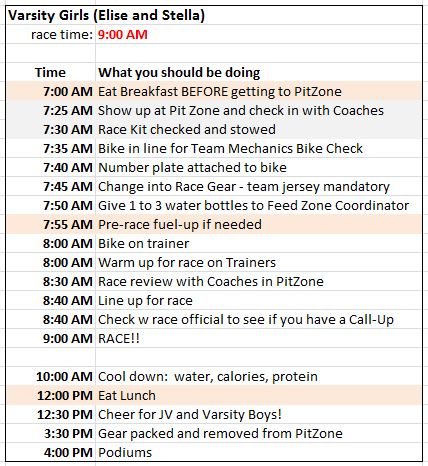 Varsity Girls (Elise and Stella)
race time: 9:00 AM
Time What you should be doing
7:00 AM Eat Breakfast BEFORE getting to PitZone
7:25 AM Show up at Pit Zone and check in with Coaches
7:30 AM Race Kit checked and stowed
7:35 AM Bike in line for Team Mechanics Bike Check
7:40 AM Number plate attached to bike
7:45 AM Change into Race Gear - team jersey mandatory
7:50 AM Give 1 to 3 water bottles to Feed Zone Coordinator
7:55 AM Pre-race fuel-up if needed
8:00 AM Bike on trainer
8:00 AM Warm up for race on Trainers
8:30 AM Race review with Coaches in PitZone
8:40 AM Line up for race
8:40 AM Check w race official to see if you have a Call-Up
9:00 AM RACE!!
10:00 AM Cool down: water, calories, protein
12:00 PM Eat Lunch
12:30 PM Cheer for JV and Varsity Boys!
3:30 PM Gear packed and removed from PitZone
4:00 PM Podiums